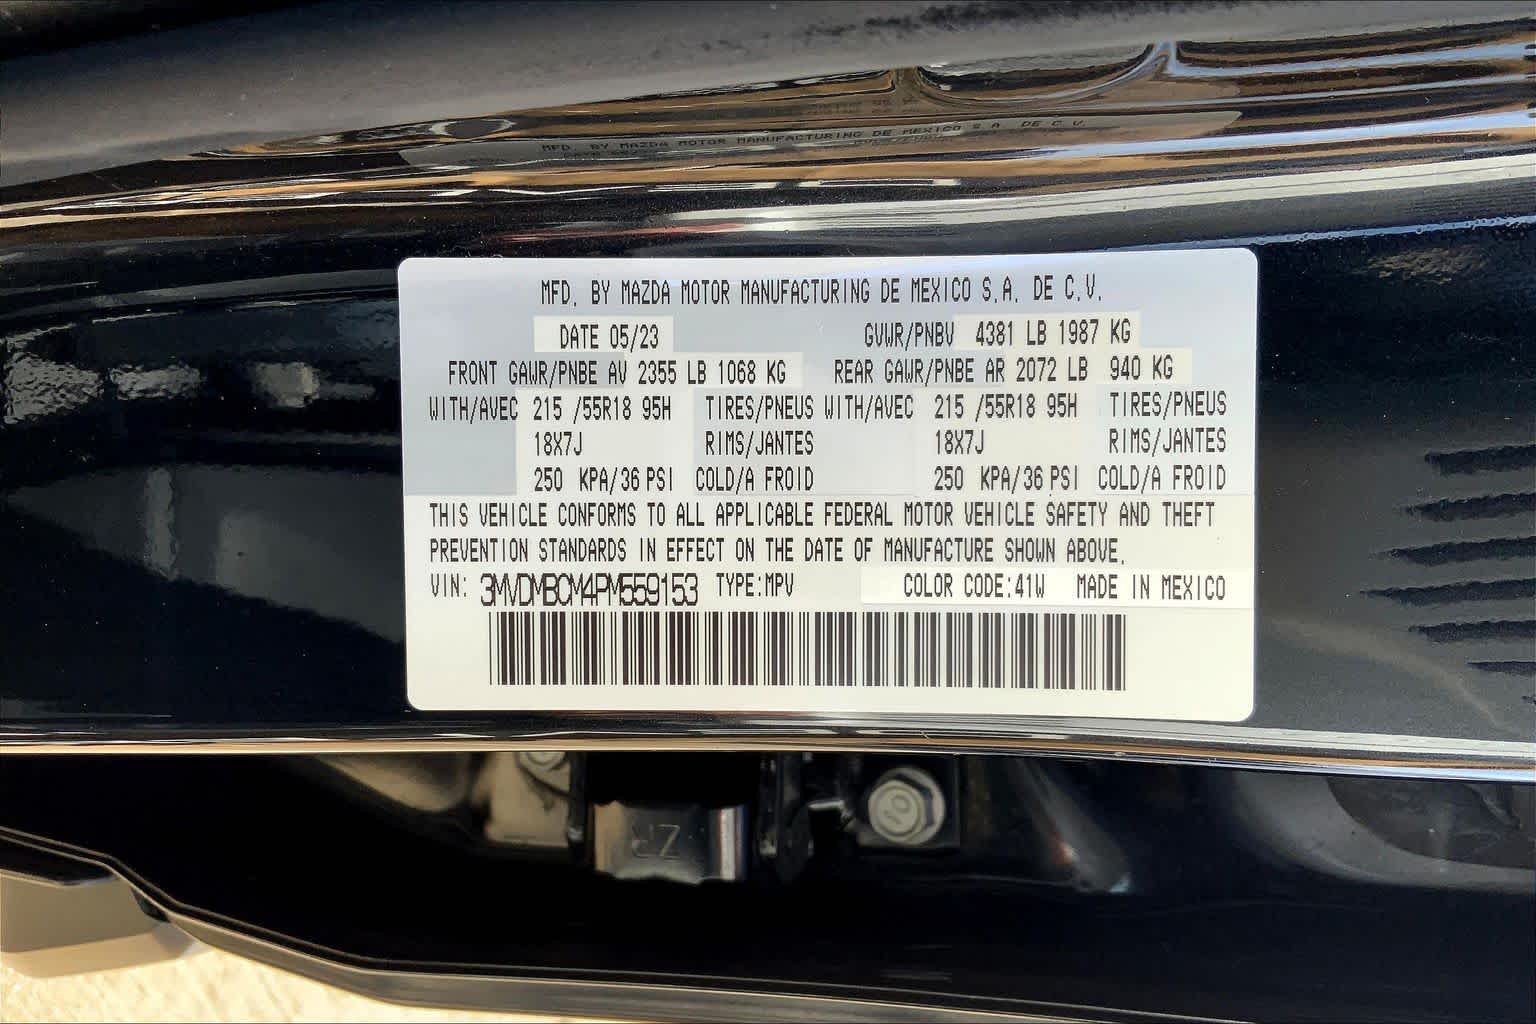 MFD. BY MAZDA MOTOR MANUFACTURING DE MEXICO S.A. DE C.V.
DATE 05/23 GVWR/PNBV 4381 LB 1987 KG
FRONT GAWR/PNBE AV 2355 LB 1068 KG REAR GAWR/PNBE AR 2072 LB 940 KG
WITH/AVEC 215 /55R18 95H TIRES/PNEUS WITH/AVEC 215 /55R18 95H TIRES/PNEUS
18X7J RIMS/JANTES 18X7J RIMS/JANTES
250 KPA/36 PSI COLD/A FROID 250 KPA/36 PSI COLD/A FROID
THIS VEHICLE CONFORMS TO ALL APPLICABLE FEDERAL MOTOR VEHICLE SAFETY AND THEFT
PREVENTION STANDARDS IN EFFECT ON THE DATE OF MANUFACTURE SHOWN ABOVE.
VIN: 3MVDMBCM4PM559153 TYPE:MPV COLOR CODE:41W MADE IN MEXICO